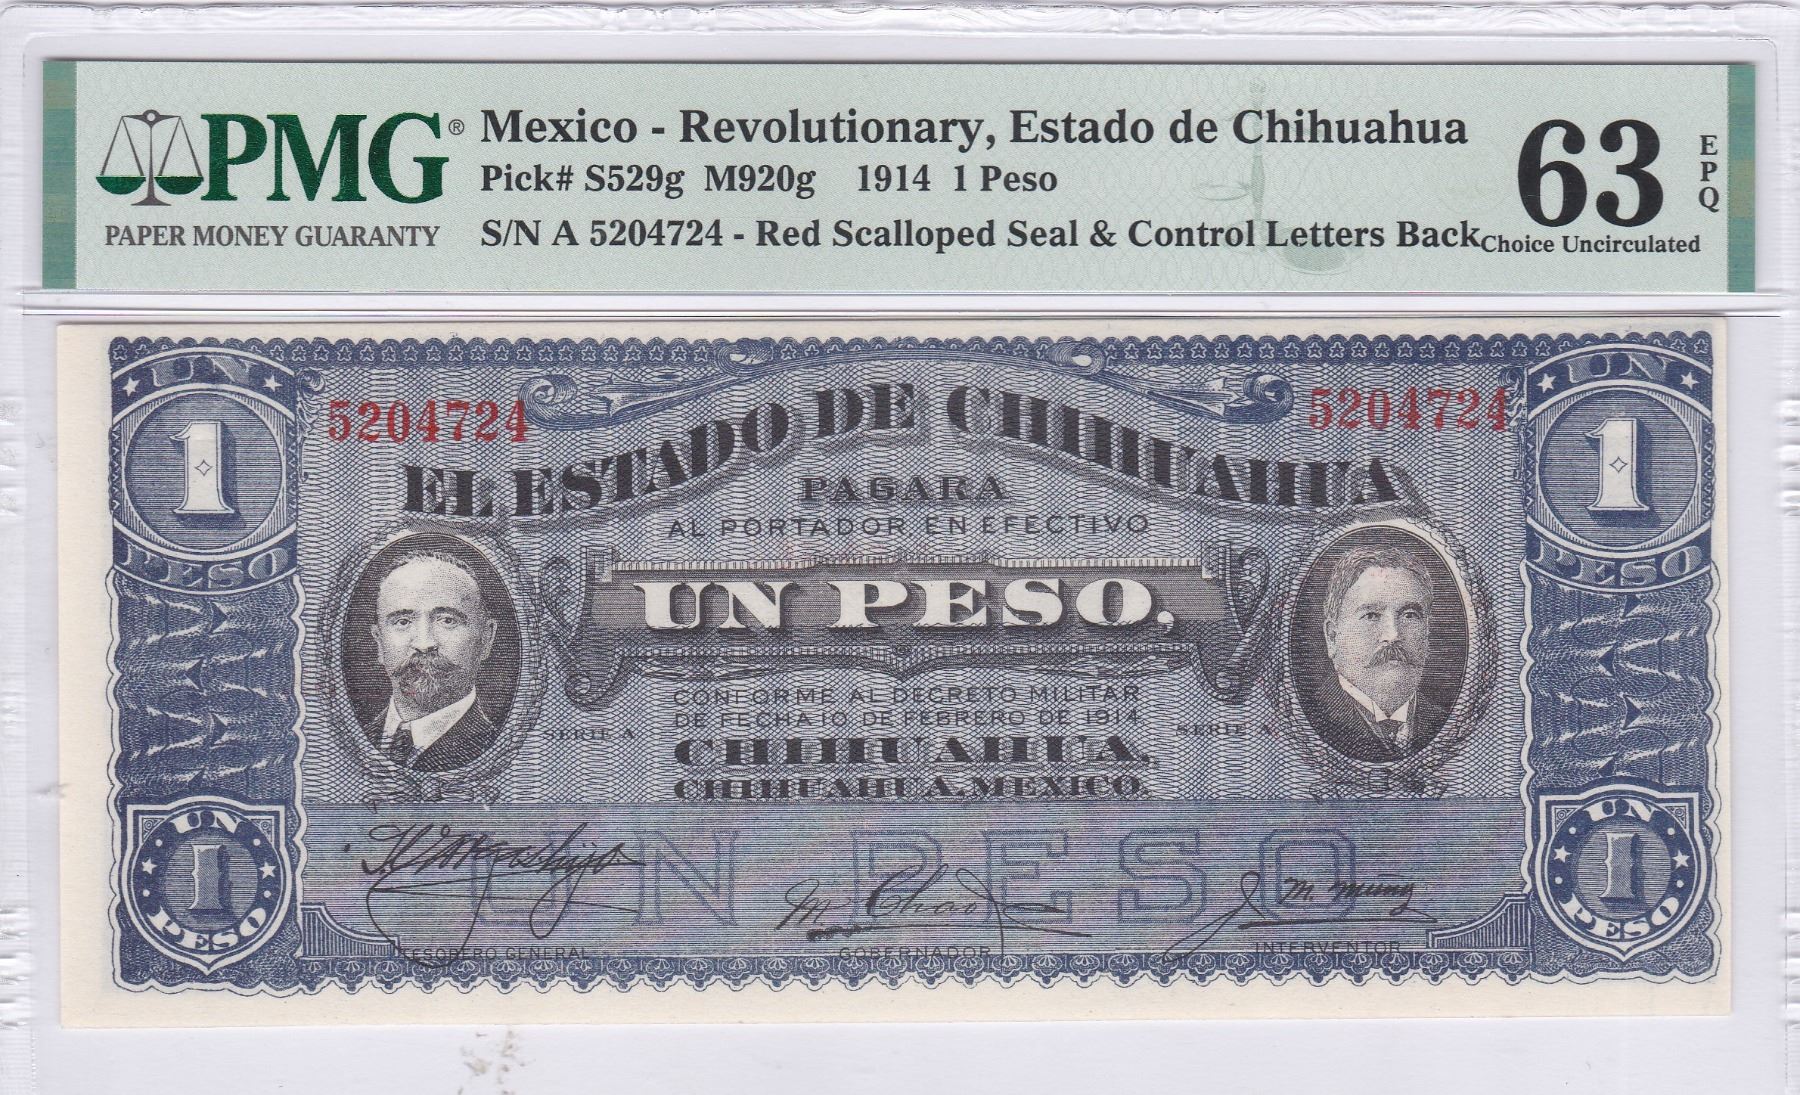 PMG®
PAPER MONEY GUARANTY
Mexico - Revolutionary, Estado de Chihuahua
Pick# S529g M920g 1914 1 Peso
S/N A 5204724 - Red Scalloped Seal & Control Letters Back
63
EPQ
Choice Uncirculated
UN
1
PESO
5204724
5204724
UN
1
PESO
EL ESTADO DE CHIHUAHUA
PAGARA
AL PORTADOR EN EFECTIVO
UN PESO,
CONFORME AL DECRETO MILITAR
DE FECHA 10 DE FEBRERO DE 1914
SERIE A
SERIE A
CHIHUAHUA,
CHIHUAHUA, MEXICO.
UN PESO
UN
1
PESO
UN
1
PESO
M Chao
J. M. Muñoz
TESORERO GENERAL
GOBERNADOR
INTERVENTOR